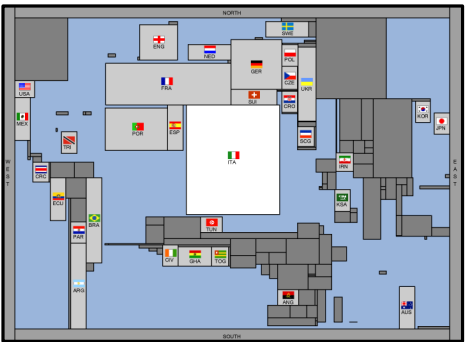 NORTH
SWE
ENG
NED
POL
GER
CZE
UKR
USA
FRA
SUI
CRO
MEX
KOR
JPN
POR
ESP
SCG
TRI
WEST
ITA
IRN
EAST
CRC
ECU
KSA
BRA
TUN
PAR
CIV
GHA
TOG
ARG
ANG
AUS
SOUTH